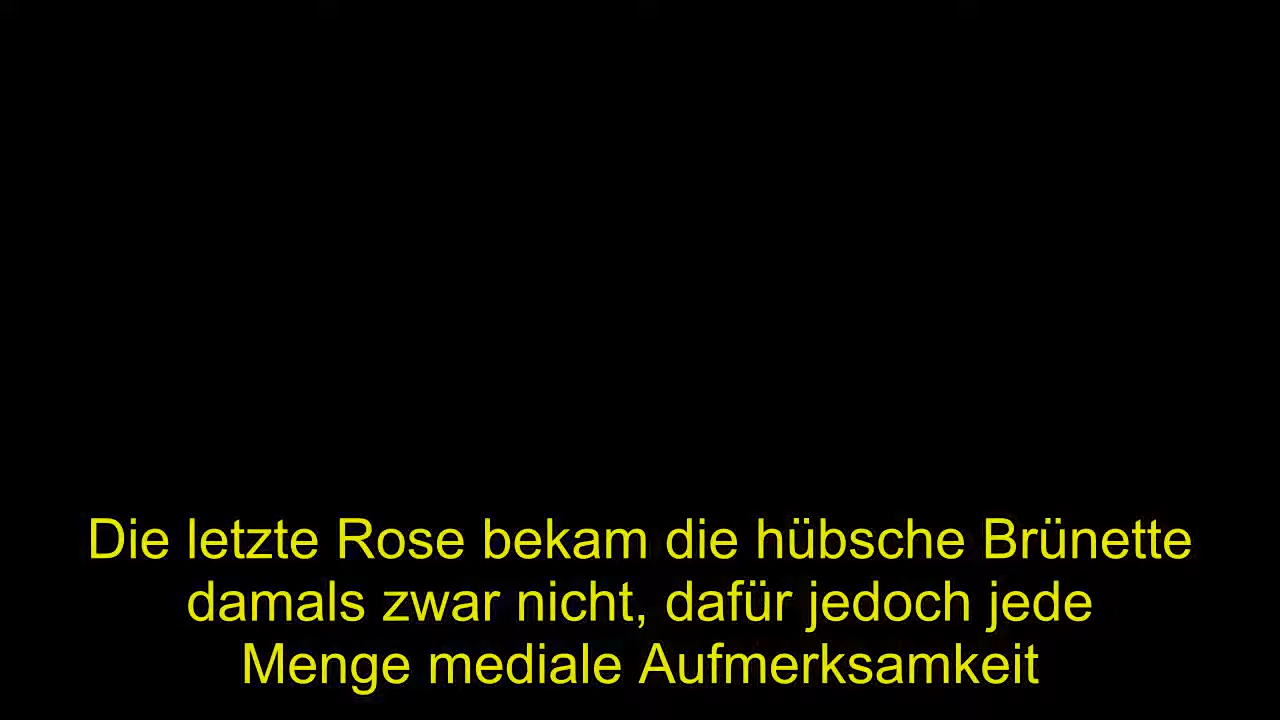 Die letzte Rose bekam die hübsche Brünette
damals zwar nicht, dafür jedoch jede
Menge mediale Aufmerksamkeit